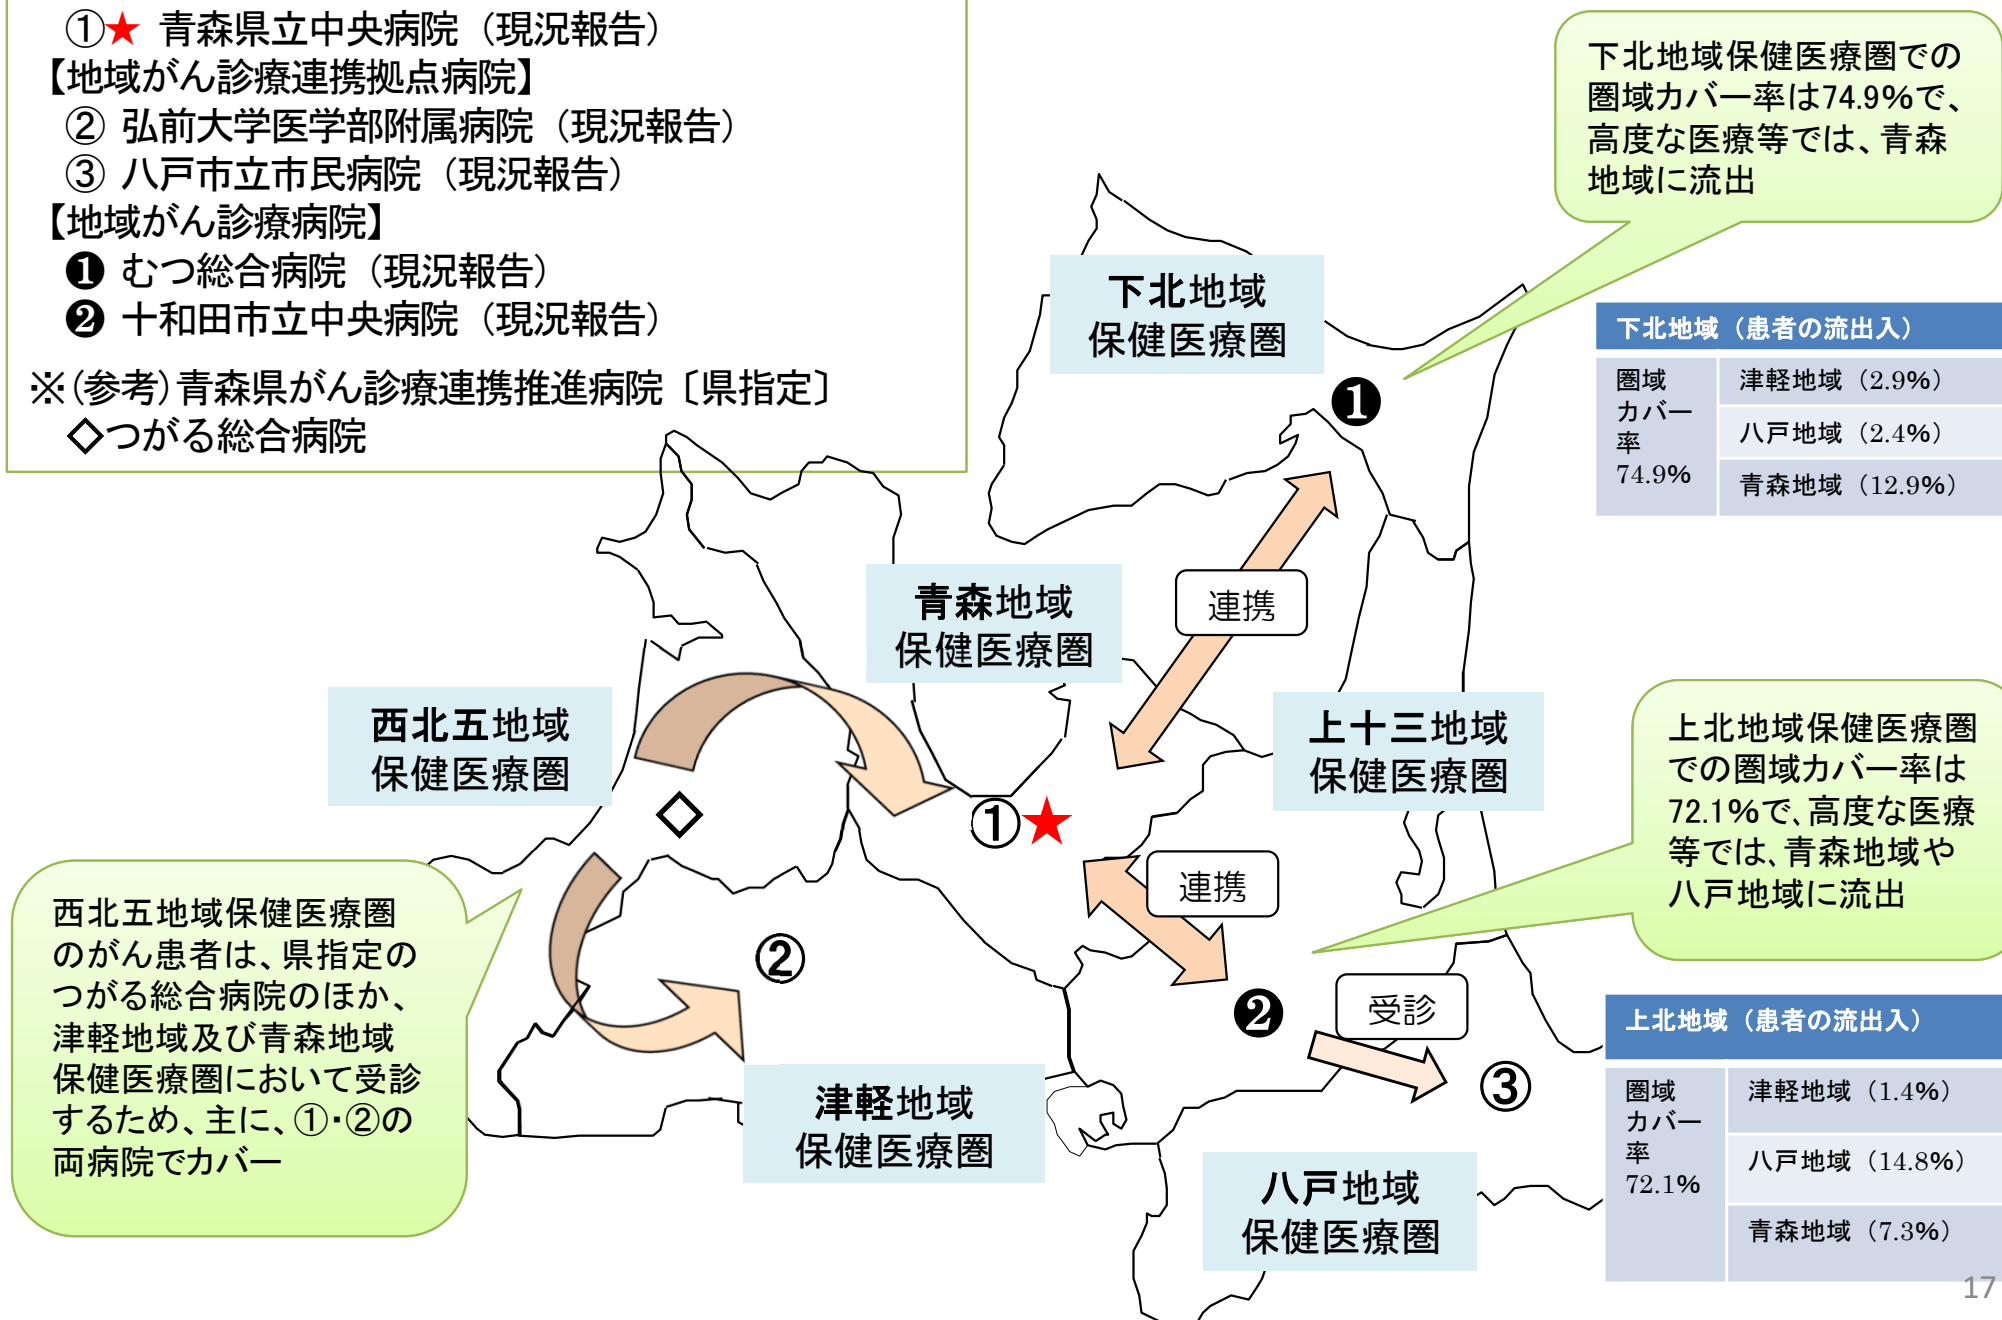 ①★ 青森県立中央病院（現況報告）
【地域がん診療連携拠点病院】
② 弘前大学医学部附属病院（現況報告）
③ 八戸市立市民病院（現況報告）
【地域がん診療病院】
❶ むつ総合病院（現況報告）
❷ 十和田市立中央病院（現況報告）
※(参考)青森県がん診療連携推進病院〔県指定〕
◇つがる総合病院
下北地域保健医療圏での
圏域カバー率は74.9％で、
高度な医療等では、青森
地域に流出
下北地域
保健医療圏
❶
下北地域（患者の流出入）
圏域
カバー
率
74.9%
津軽地域（2.9%）
八戸地域（2.4%）
青森地域（12.9%）
連携
青森地域
保健医療圏
西北五地域
保健医療圏
上十三地域
保健医療圏
◇
①★
上北地域保健医療圏
での圏域カバー率は
72.1％で、高度な医療
等では、青森地域や
八戸地域に流出
連携
西北五地域保健医療圏
のがん患者は、県指定の
つがる総合病院のほか、
津軽地域及び青森地域
保健医療圏において受診
するため、主に、①・②の
両病院でカバー
②
❷
受診
③
津軽地域
保健医療圏
八戸地域
保健医療圏
上北地域（患者の流出入）
圏域
カバー
率
72.1%
津軽地域（1.4%）
八戸地域（14.8%）
青森地域（7.3%）
17